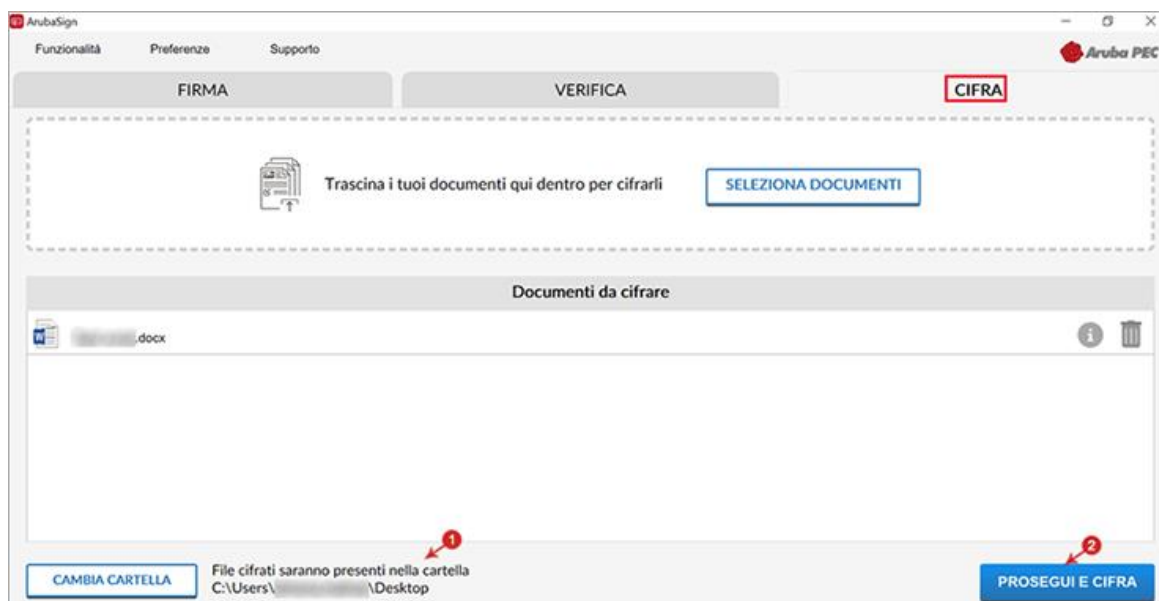 ArubaSign
Funzionalità Preferenze Supporto
Aruba PEC
FIRMA VERIFICA CIFRA
Trascina i tuoi documenti qui dentro per cifrarli SELEZIONA DOCUMENTI
Documenti da cifrare
.docx
1
2
CAMBIA CARTELLA
File cifrati saranno presenti nella cartella
C:\Users\ \Desktop
PROSEGUI E CIFRA